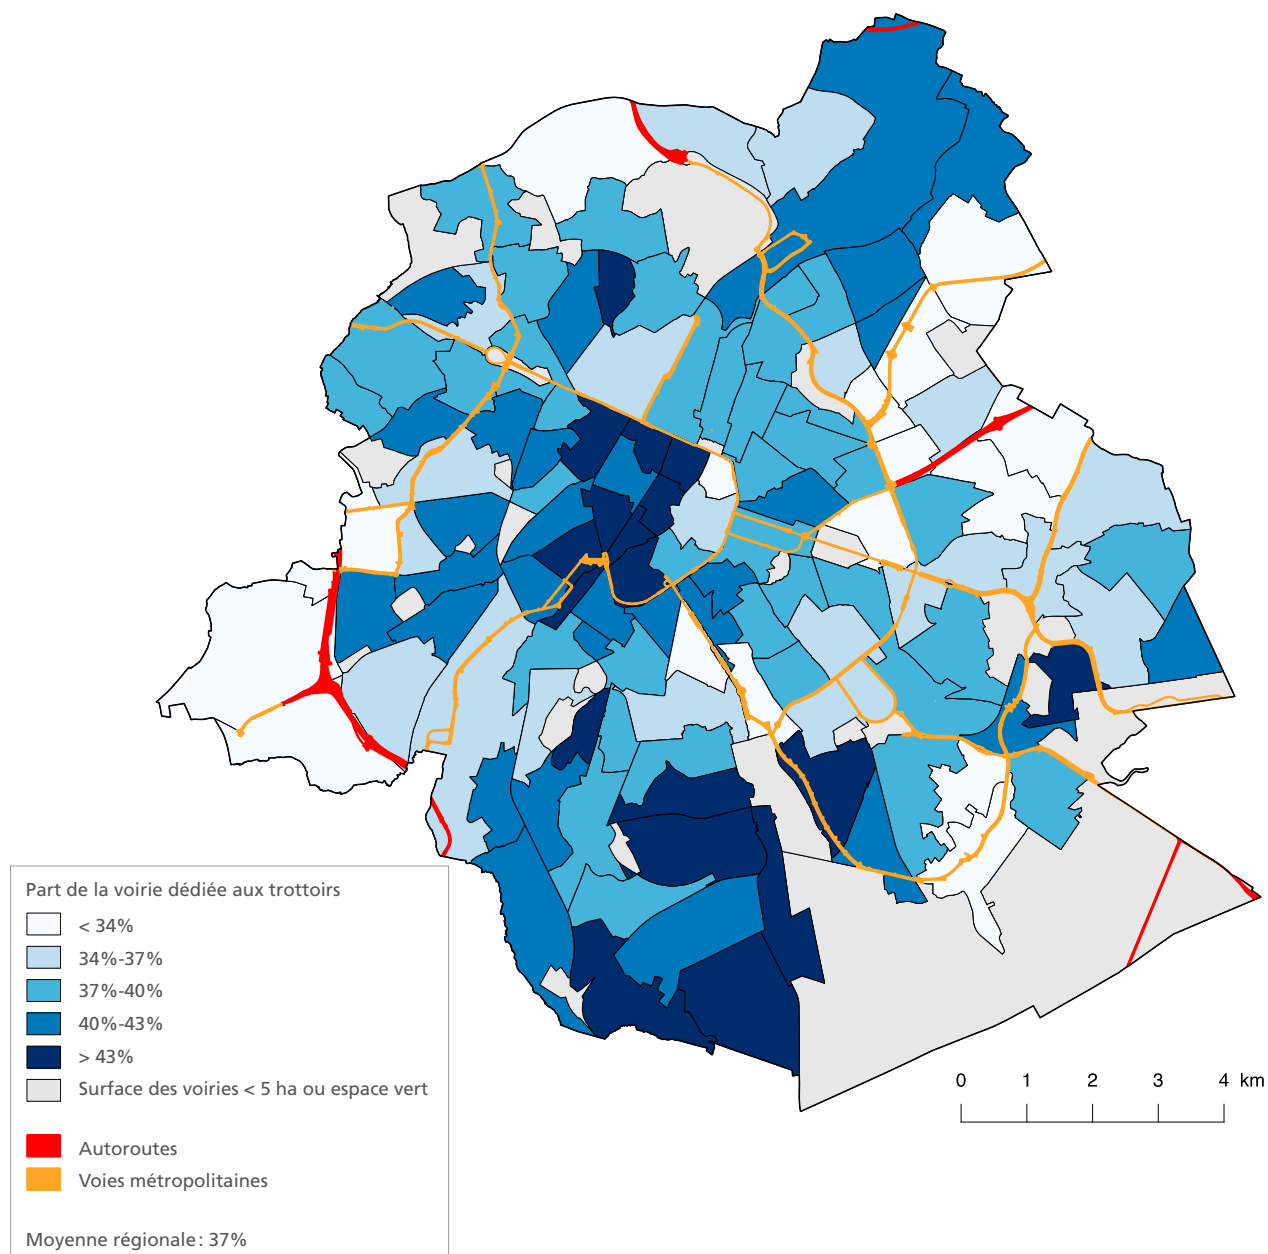 Part de la voirie dédiée aux trottoirs
< 34%
34%-37%
37%-40%
40%-43%
> 43%
Surface des voiries < 5 ha ou espace vert
Autoroutes
Voies métropolitaines
Moyenne régionale : 37%
0 1 2 3 4 km